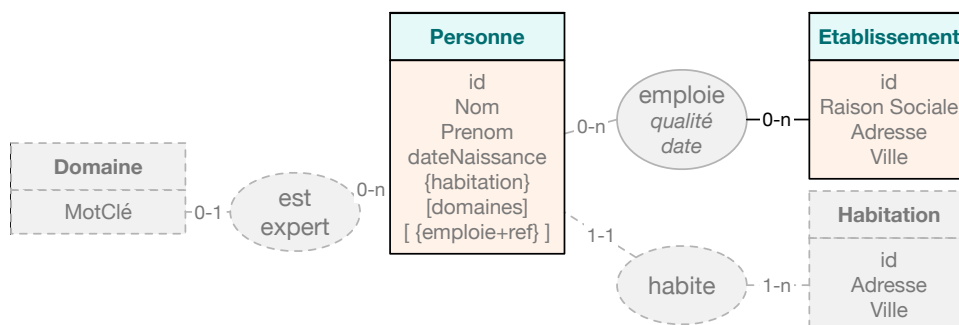 Personne
id
Nom
Prenom
dateNaissance
{habitation}
[domaines]
[ {emploie+ref} ]
Etablissement
id
Raison Sociale
Adresse
Ville
emploie
qualité
date
0-n
0-n
Domaine
MotClé
0-1
est
expert
0-n
1-1
habite
1-n
Habitation
id
Adresse
Ville